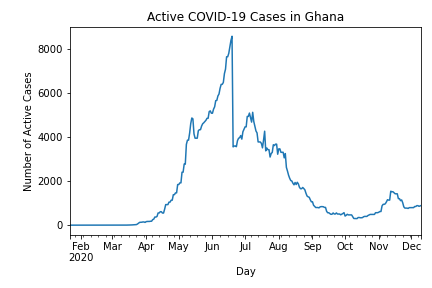 Active COVID-19 Cases in Ghana
Number of Active Cases
8000
6000
4000
2000
0
Feb Mar Apr May Jun Jul Aug Sep Oct Nov Dec
2020
Day